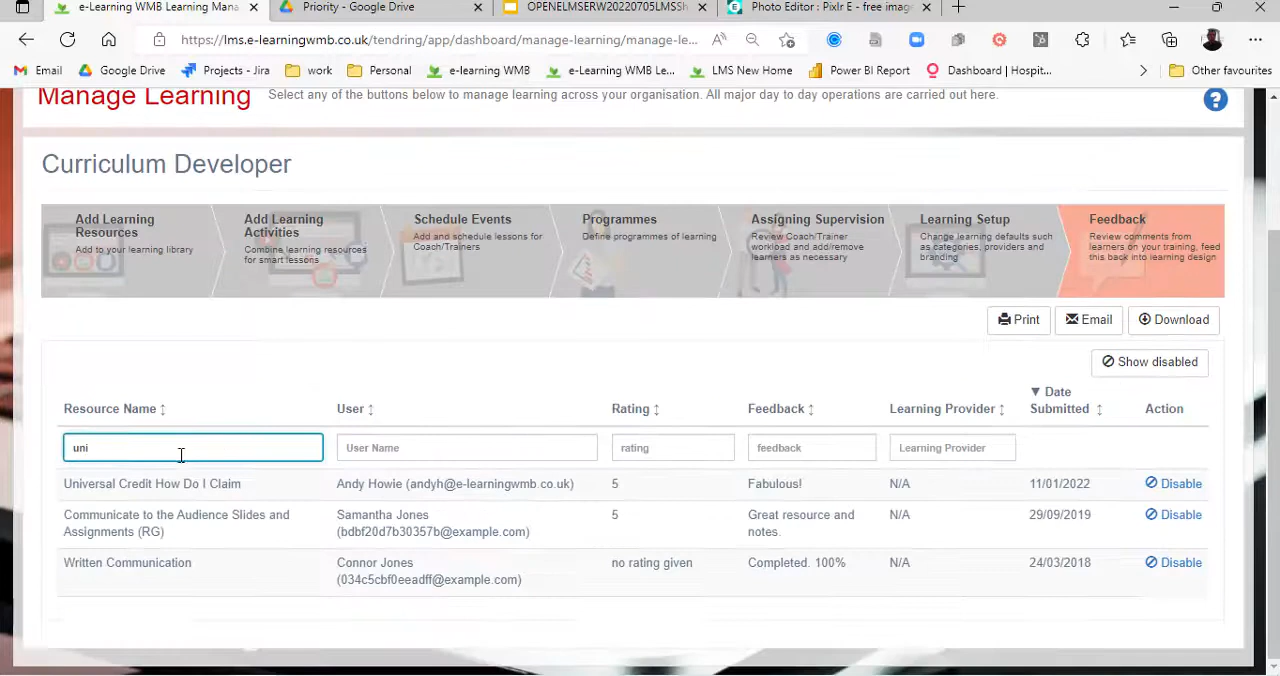 e-Learning WMB Learning Mana
Priority - Google Drive
OPENELMSERW20220705LMSSh
Photo Editor : Pixlr E - free imag
https://lms.e-learningwmb.co.uk/tendring/app/dashboard/manage-learning/manage-le...
Email
Google Drive
Projects - Jira
work
Personal
e-learning WMB
e-Learning WMB Le...
LMS New Home
Power BI Report
Dashboard | Hospit...
Other favourites
Manage Learning
Select any of the buttons below to manage learning across your organisation. All major day to day operations are carried out here.
?
Curriculum Developer
Add Learning
Resources
Add to your learning library
Add Learning
Activities
Combine learning resources
for smart lessons
Schedule Events
Add and schedule lessons for
Coach/Trainers
Programmes
Define programmes of learning
Assigning Supervision
Review Coach/Trainer
workload and add/remove
learners as necessary
Learning Setup
Change learning defaults such
as categories, providers and
branding
Feedback
Review comments from
learners on your training, feed
this back into learning design
Print
Email
Download
Show disabled
Resource Name
User
Rating
Feedback
Learning Provider
Date
Submitted
Action
uni
User Name
rating
feedback
Learning Provider
Universal Credit How Do I Claim
Andy Howie (andyh@e-learningwmb.co.uk)
5
Fabulous!
N/A
11/01/2022
Disable
Communicate to the Audience Slides and
Assignments (RG)
Samantha Jones
(bdbf20d7b30357b@example.com)
5
Great resource and
notes.
N/A
29/09/2019
Disable
Written Communication
Connor Jones
(034c5cbf0eeadff@example.com)
no rating given
Completed. 100%
N/A
24/03/2018
Disable